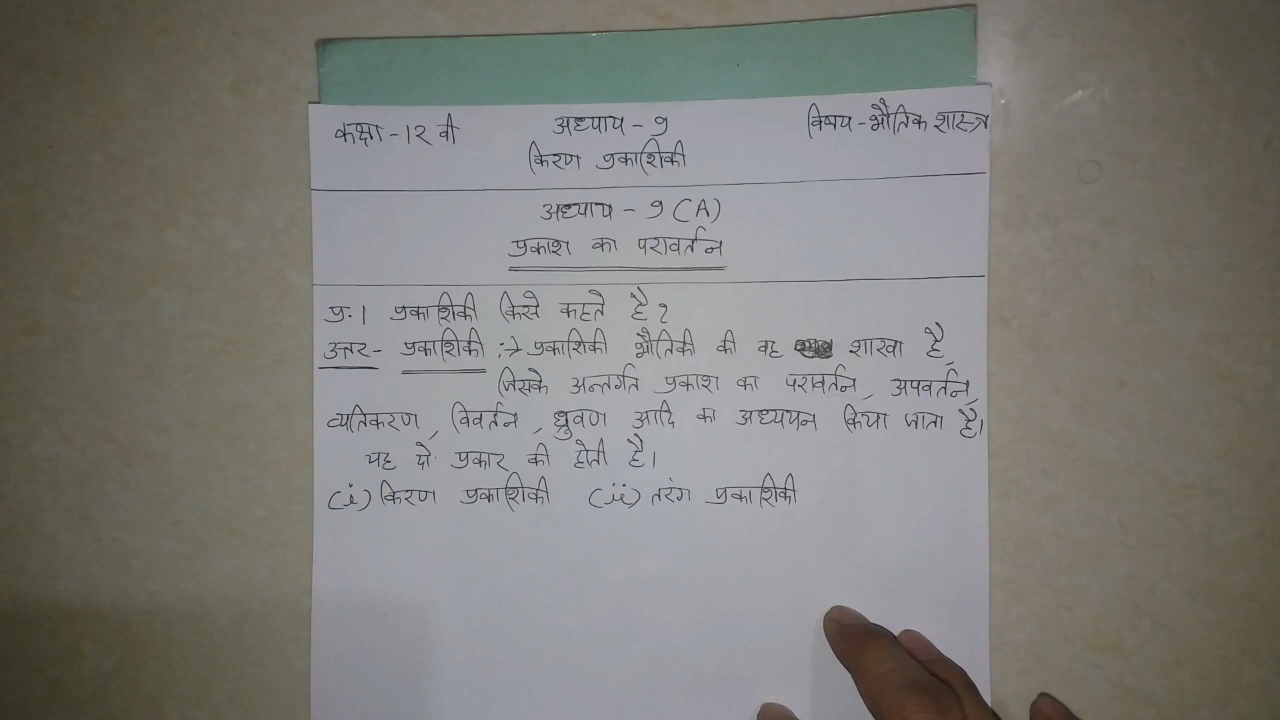 कक्षा - 12 वी अध्याय - 9 विषय - भौतिक शास्त्र
किरण प्रकाशिकी
अध्याय - 9 (A)
प्रकाश का परावर्तन
प्र. 1 प्रकाशिकी किसे कहते है ?
उत्तर - प्रकाशिकी :→ प्रकाशिकी भौतिकी की वह शाखा है,
जिसके अन्तर्गत प्रकाश का परावर्तन, अपवर्तन,
व्यतिकरण, विवर्तन, ध्रुवण आदि का अध्ययन किया जाता है।
यह दो प्रकार की होती है।
(i) किरण प्रकाशिकी (ii) तरंग प्रकाशिकी